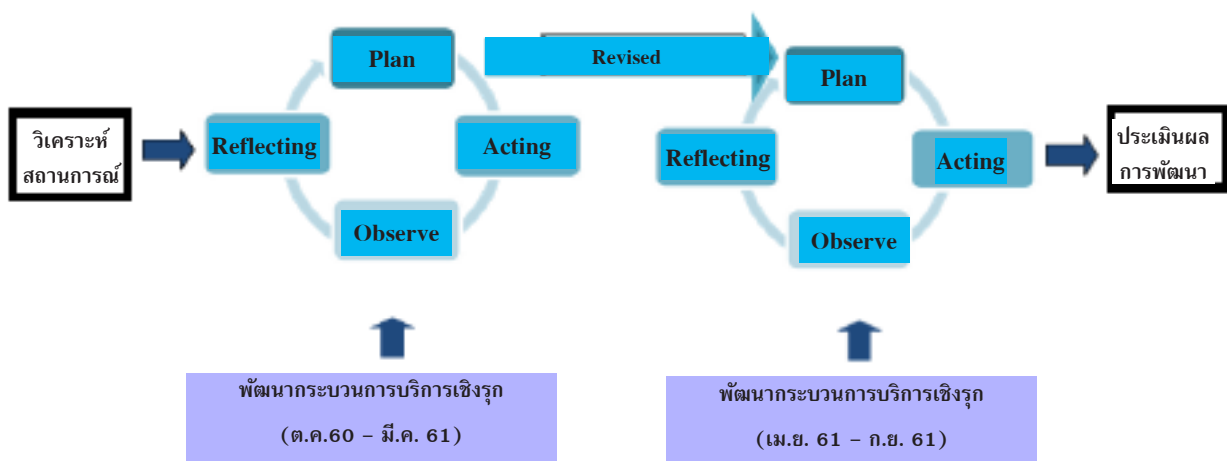 วิเคราะห์
สถานการณ์
Plan
Reflecting
Acting
Observe
Revised
Plan
Reflecting
Acting
Observe
ประเมินผล
การพัฒนา
พัฒนากระบวนการบริการเชิงรุก
(ต.ค.60 – มี.ค. 61)
พัฒนากระบวนการบริการเชิงรุก
(เม.ย. 61 – ก.ย. 61)